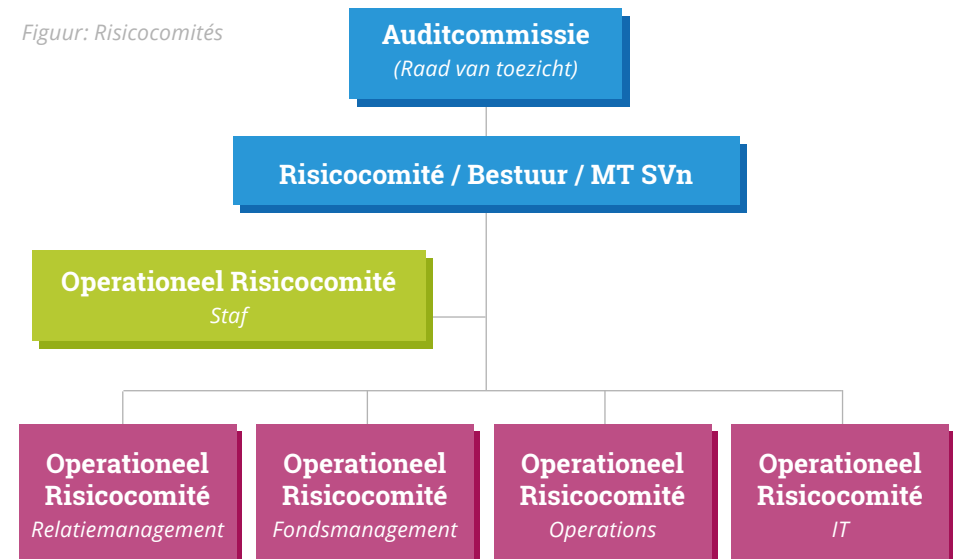 Figuur: Risicocomités
Auditcommissie
(Raad van toezicht)
Risicocomité / Bestuur / MT SVn
Operationeel Risicocomité
Staf
Operationeel
Risicocomité
Relatiemanagement
Operationeel
Risicocomité
Fondsmanagement
Operationeel
Risicocomité
Operations
Operationeel
Risicocomité
IT